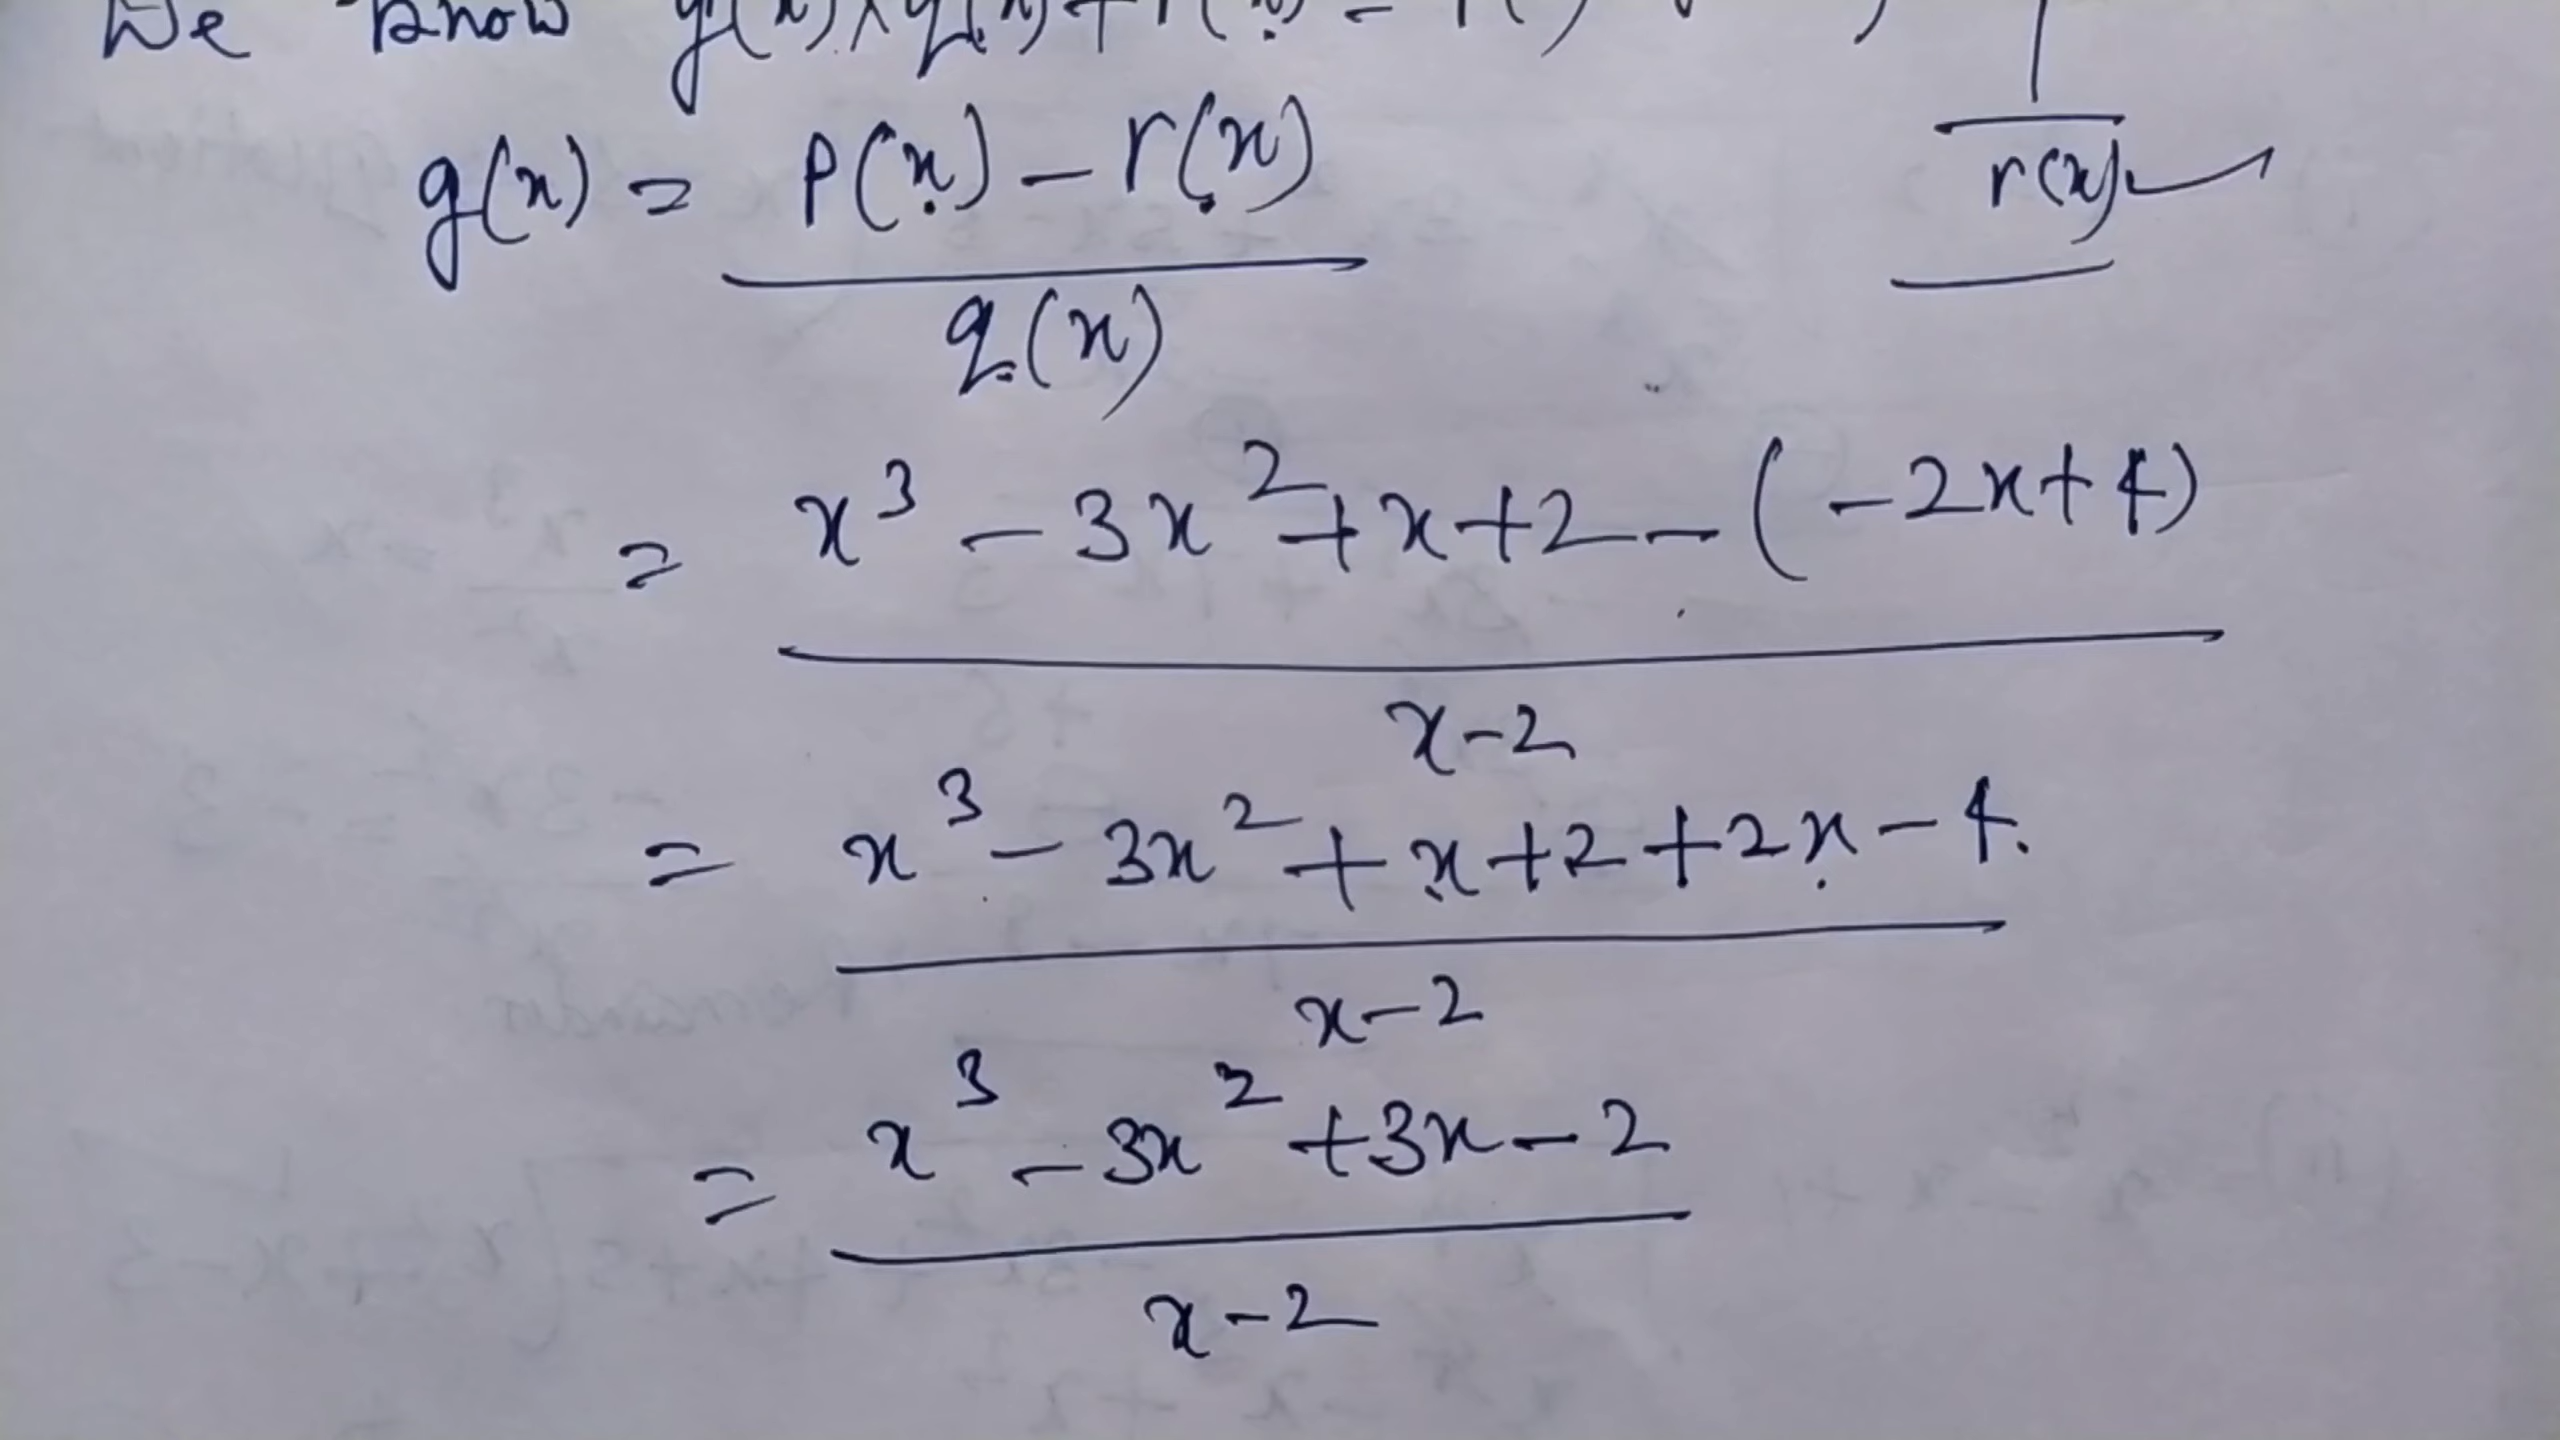 We know g(x) × q(x) + r(x) =
g(x) = P(x) - r(x)
q(x)
r(x)
= x³ - 3x² + x + 2 - (-2x + 4)
x - 2
= x³ - 3x² + x + 2 + 2x - 4.
x - 2
= x³ - 3x² + 3x - 2
x - 2